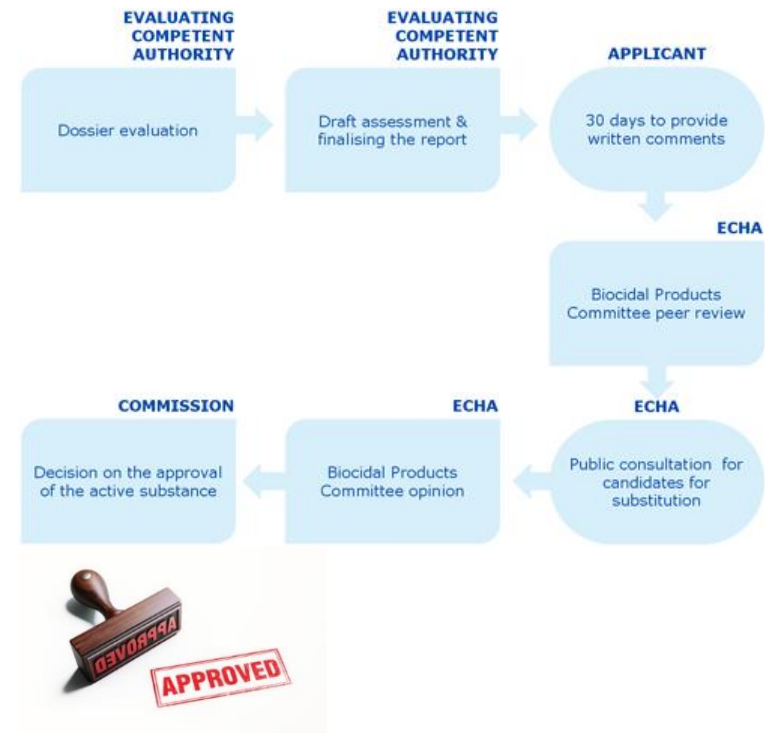 EVALUATING
COMPETENT
AUTHORITY
Dossier evaluation
EVALUATING
COMPETENT
AUTHORITY
Draft assessment &
finalising the report
APPLICANT
30 days to provide
written comments
ECHA
Biocidal Products
Committee peer review
ECHA
Public consultation for
candidates for
substitution
ECHA
Biocidal Products
Committee opinion
COMMISSION
Decision on the approval
of the active substance
APPROVED
APPROVED